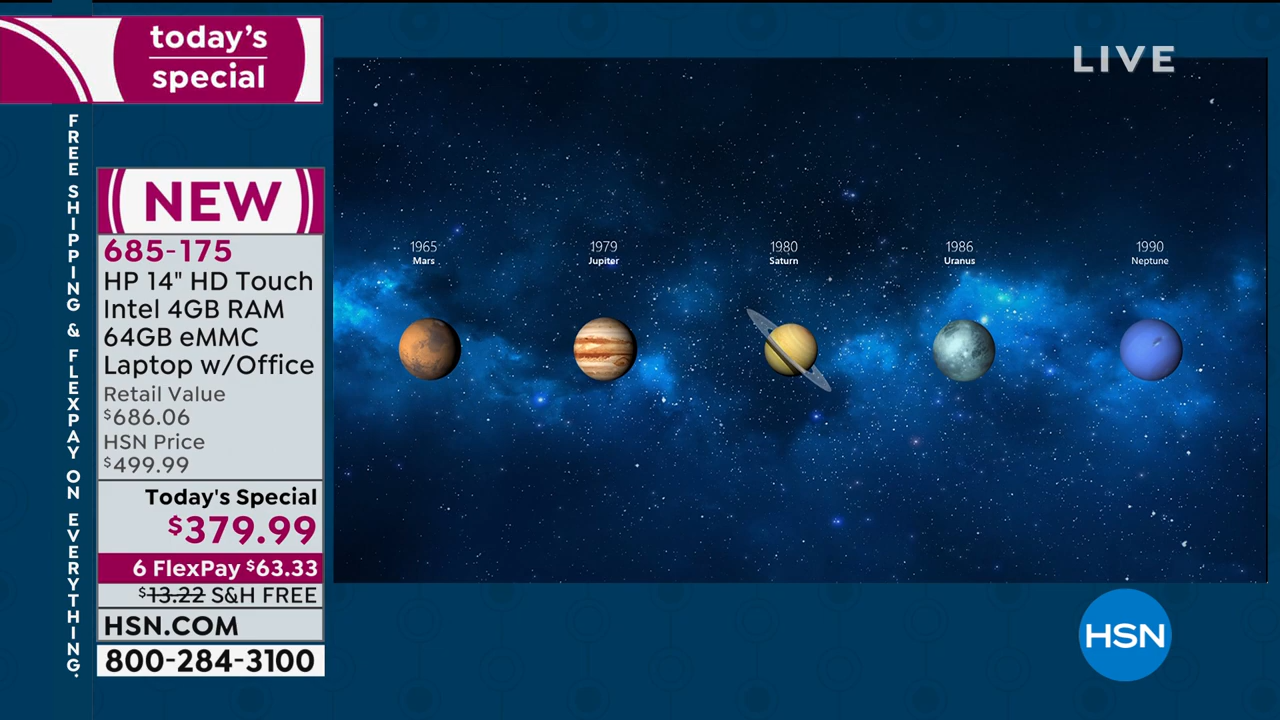 today's
special
LIVE
FREE SHIPPING & FLEXPAY ON EVERYTHING.
NEW
685-175
HP 14" HD Touch
Intel 4GB RAM
64GB eMMC
Laptop w/Office
Retail Value
$686.06
HSN Price
$499.99
Today's Special
$379.99
6 FlexPay $63.33
$13.22 S&H FREE
HSN.COM
800-284-3100
1965
Mars
1979
Jupiter
1980
Saturn
1986
Uranus
1990
Neptune
HSN